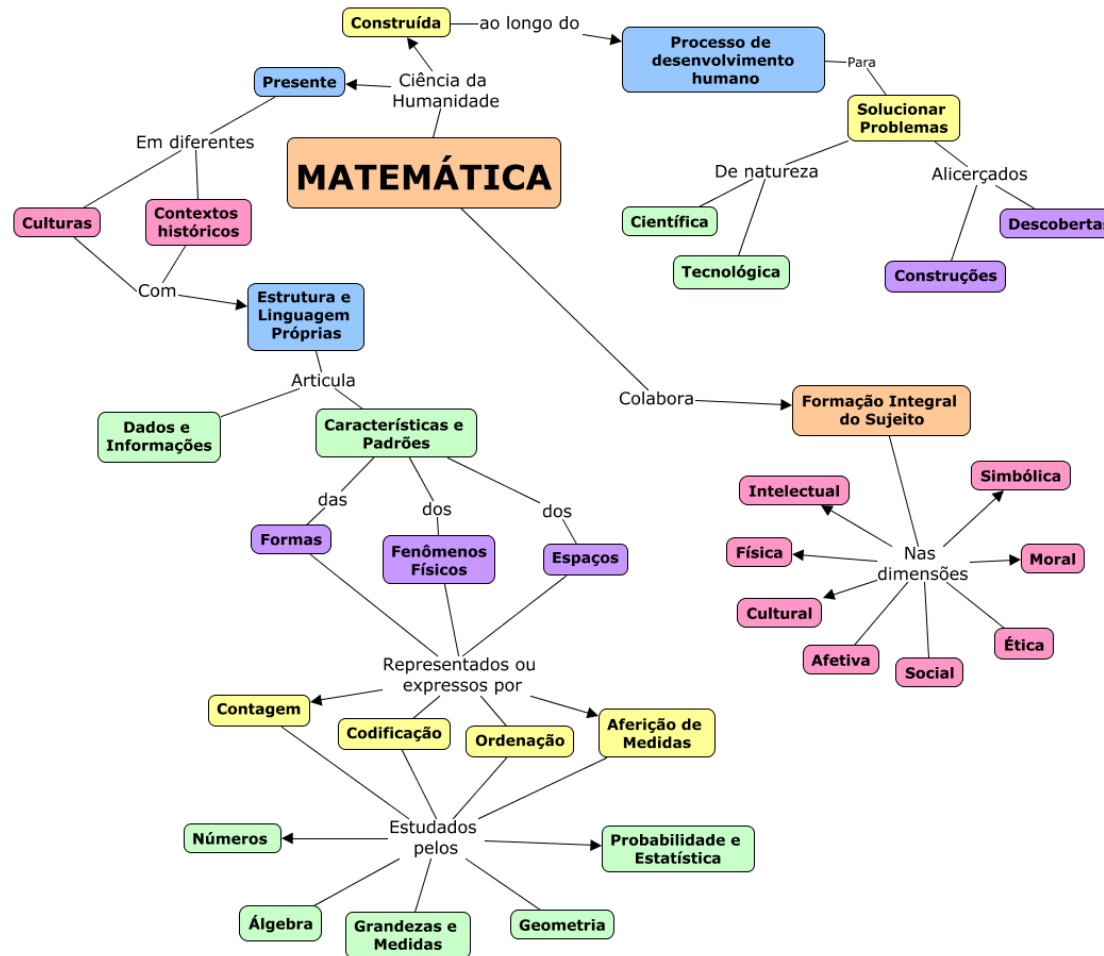 Construída
ao longo do
Processo de
desenvolvimento
humano
Para
Presente
Ciência da
Humanidade
Solucionar
Problemas
Em diferentes
MATEMÁTICA
De natureza
Alicerçados
Culturas
Contextos
históricos
Científica
Descobertas
Tecnológica
Construções
Com
Estrutura e
Linguagem
Próprias
Articula
Colabora
Formação Integral
do Sujeito
Dados e
Informações
Características e
Padrões
Intelectual
Simbólica
das
dos
dos
Formas
Fenômenos
Físicos
Espaços
Física
Nas
dimensões
Moral
Cultural
Afetiva
Social
Ética
Representados ou
expressos por
Contagem
Codificação
Ordenação
Aferição de
Medidas
Números
Estudados
pelos
Probabilidade e
Estatística
Álgebra
Grandezas e
Medidas
Geometria